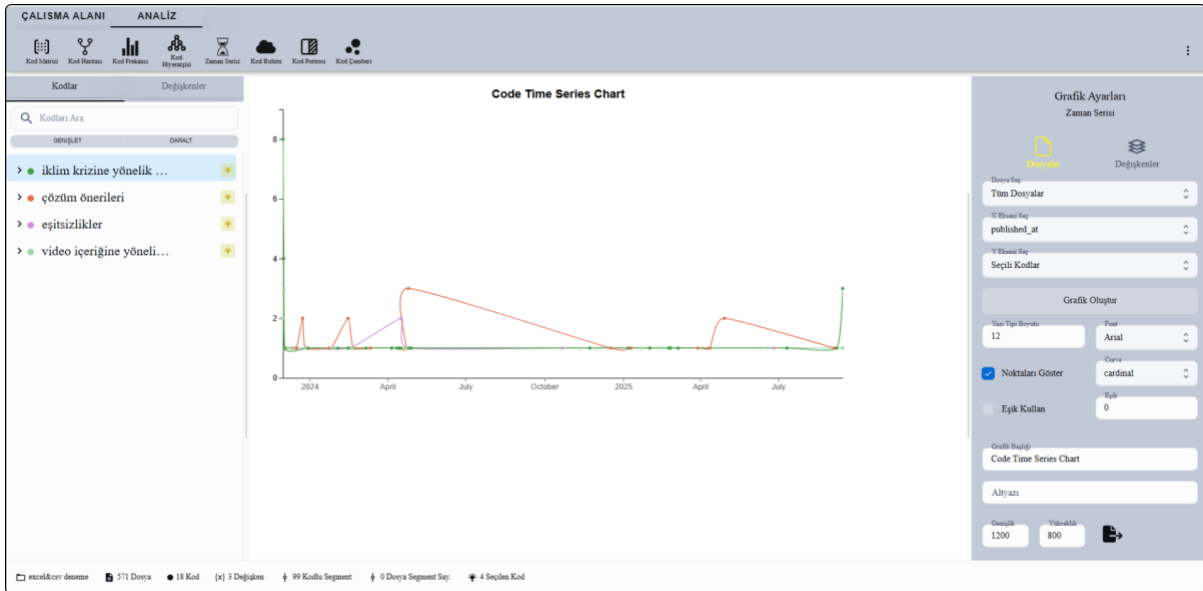 ÇALISMA ALANI ANALİZ
Kod Matrisi Kod Haritası Kod Frekansı Kod Hiyerarşisi Zaman Serisi Kod Bulutu Kod Portresi Kod Çemberi
Kodlar Değişkenler
Kodları Ara
GENİŞLET DARALT
iklim krizine yönelik ...
çözüm önerileri
eşitsizlikler
video içeriğine yöneli...
Code Time Series Chart
8
6
4
2
0
2024 April July October 2025 April July
Grafik Ayarları
Zaman Serisi
Dosyalar Değişkenler
Dosya Seç
Tüm Dosyalar
X Ekseni Seç
published_at
Y Ekseni Seç
Seçili Kodlar
Grafik Oluştur
Yazı Tipi Boyutu Font
12 Arial
Curve
Noktaları Göster cardinal
Eşik
Eşik Kullan 0
Grafik Başlığı
Code Time Series Chart
Altyazı
Genişlik Yükseklik
1200 800
excel&csv deneme 571 Dosya 18 Kod {x} 3 Değişken 99 Kodlu Segment 0 Dosya Segment Say. 4 Seçilen Kod